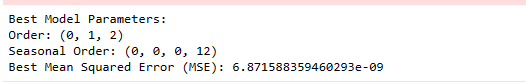 Best Model Parameters:
Order: (0, 1, 2)
Seasonal Order: (0, 0, 0, 12)
Best Mean Squared Error (MSE): 6.871588359460293e-09